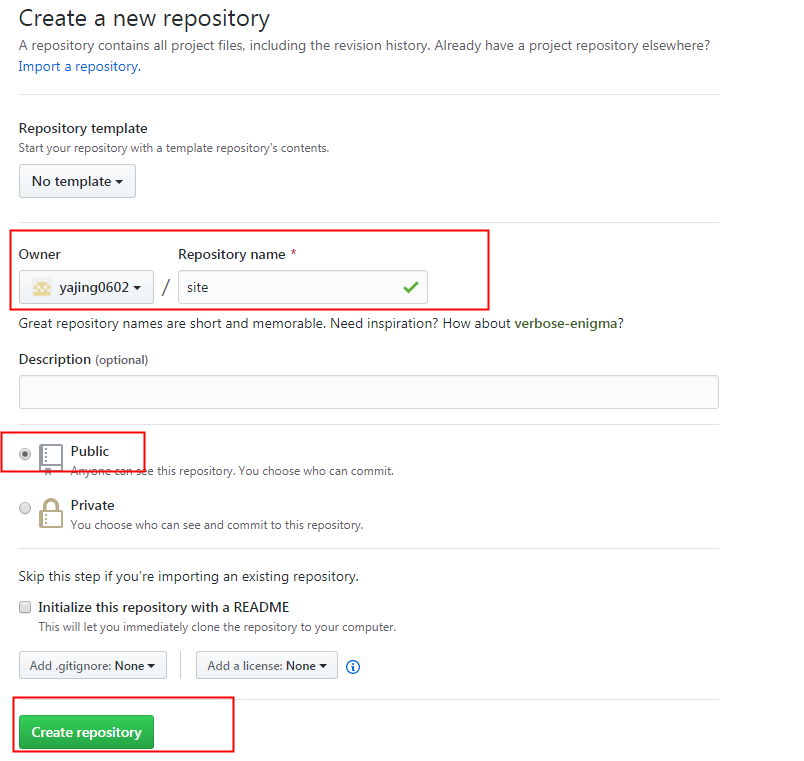 Create a new repository
A repository contains all project files, including the revision history. Already have a project repository elsewhere?
Import a repository.
Repository template
Start your repository with a template repository's contents.
No template
Owner
Repository name *
yajing0602 / site
Great repository names are short and memorable. Need inspiration? How about verbose-enigma?
Description (optional)
Public
Anyone can see this repository. You choose who can commit.
Private
You choose who can see and commit to this repository.
Skip this step if you're importing an existing repository.
Initialize this repository with a README
This will let you immediately clone the repository to your computer.
Add .gitignore: None
Add a license: None
Create repository